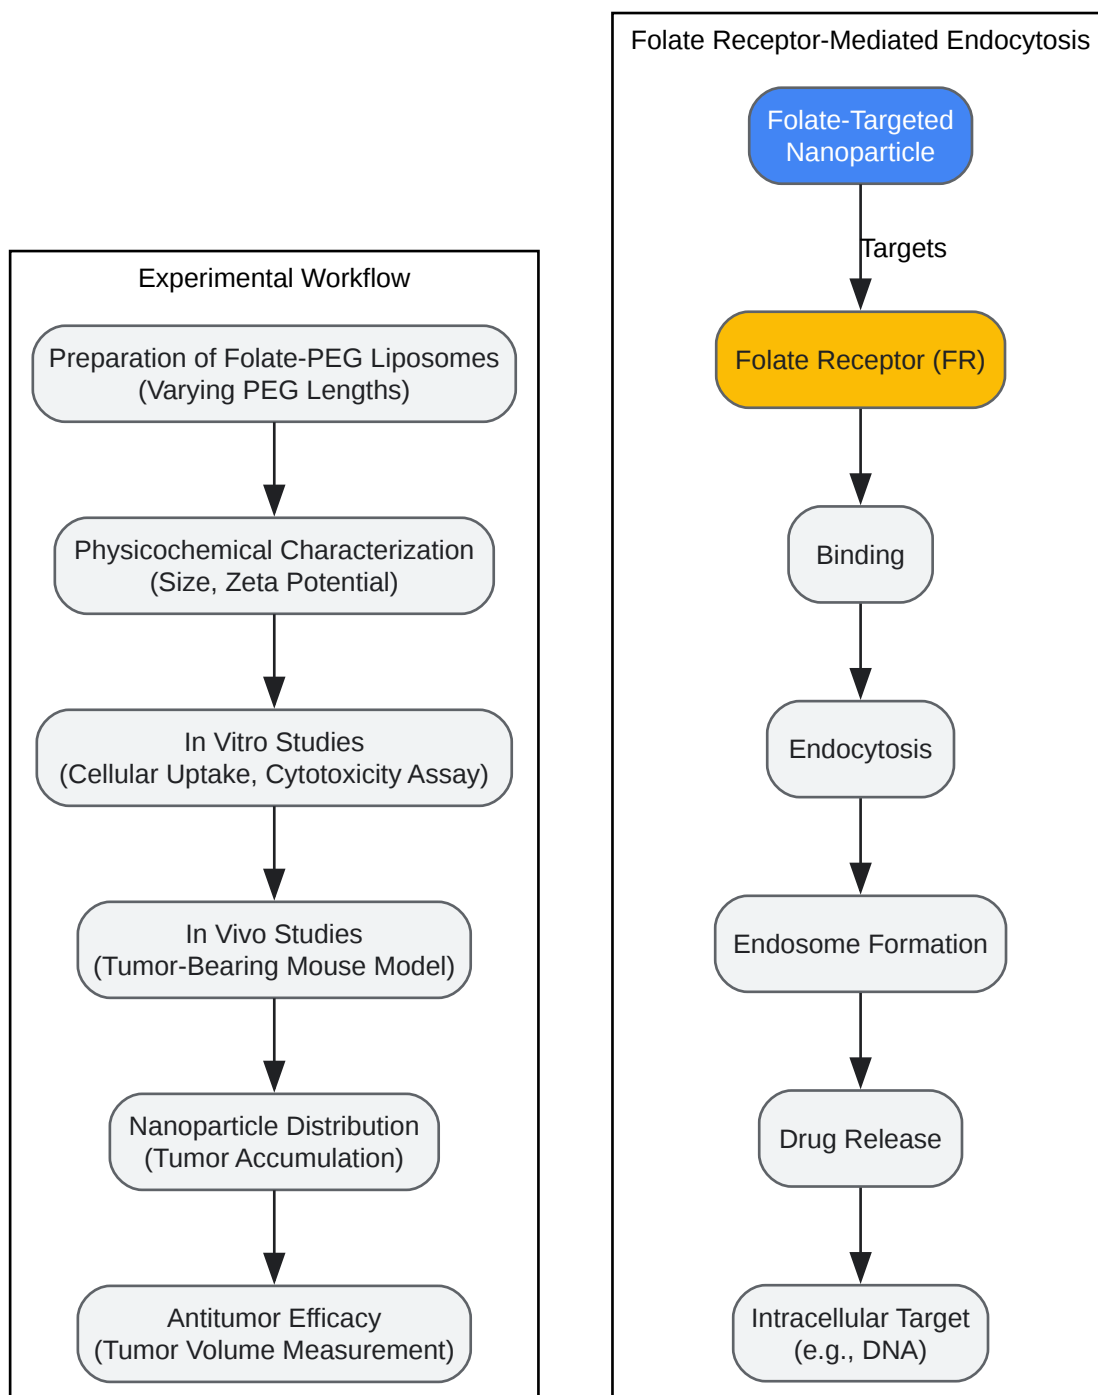 Experimental Workflow
Preparation of Folate-PEG Liposomes
(Varying PEG Lengths)
Physicochemical Characterization
(Size, Zeta Potential)
In Vitro Studies
(Cellular Uptake, Cytotoxicity Assay)
In Vivo Studies
(Tumor-Bearing Mouse Model)
Nanoparticle Distribution
(Tumor Accumulation)
Antitumor Efficacy
(Tumor Volume Measurement)
Folate Receptor-Mediated Endocytosis
Folate-Targeted
Nanoparticle
Targets
Folate Receptor (FR)
Binding
Endocytosis
Endosome Formation
Drug Release
Intracellular Target
(e.g., DNA)